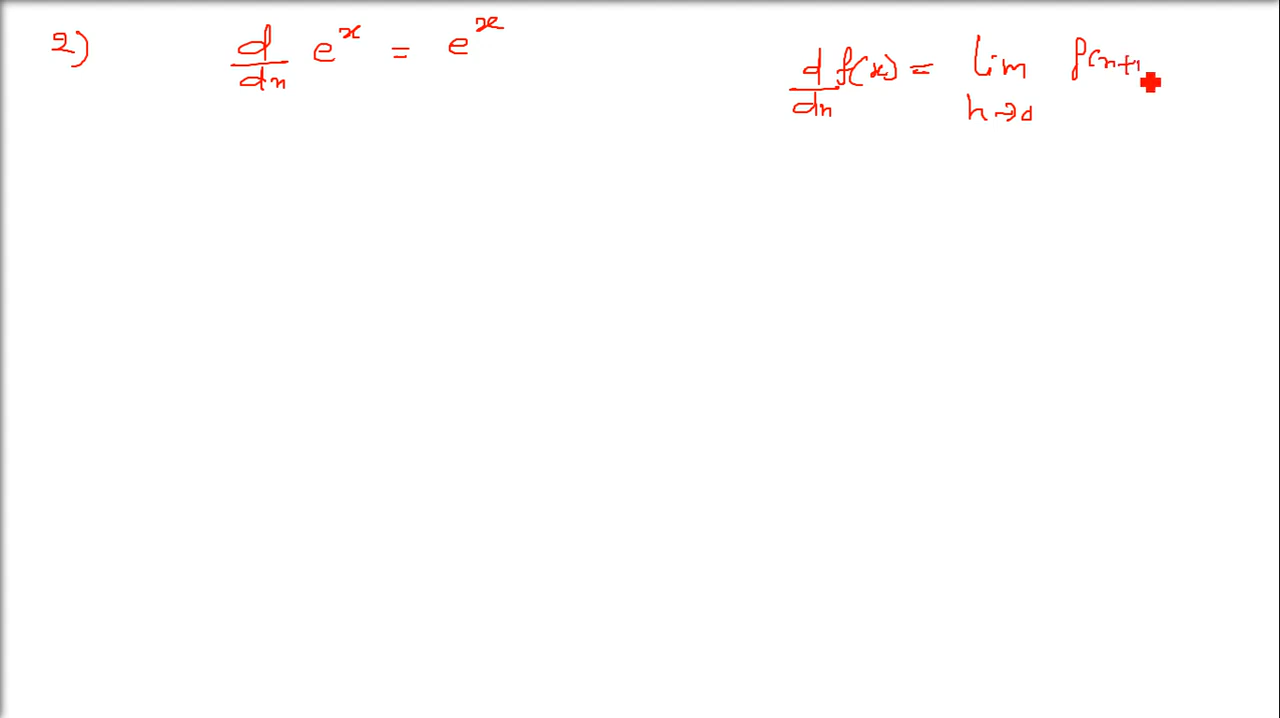 2) d/dx e^x = e^x
d/dx f(x) = lim h→0 f(x+